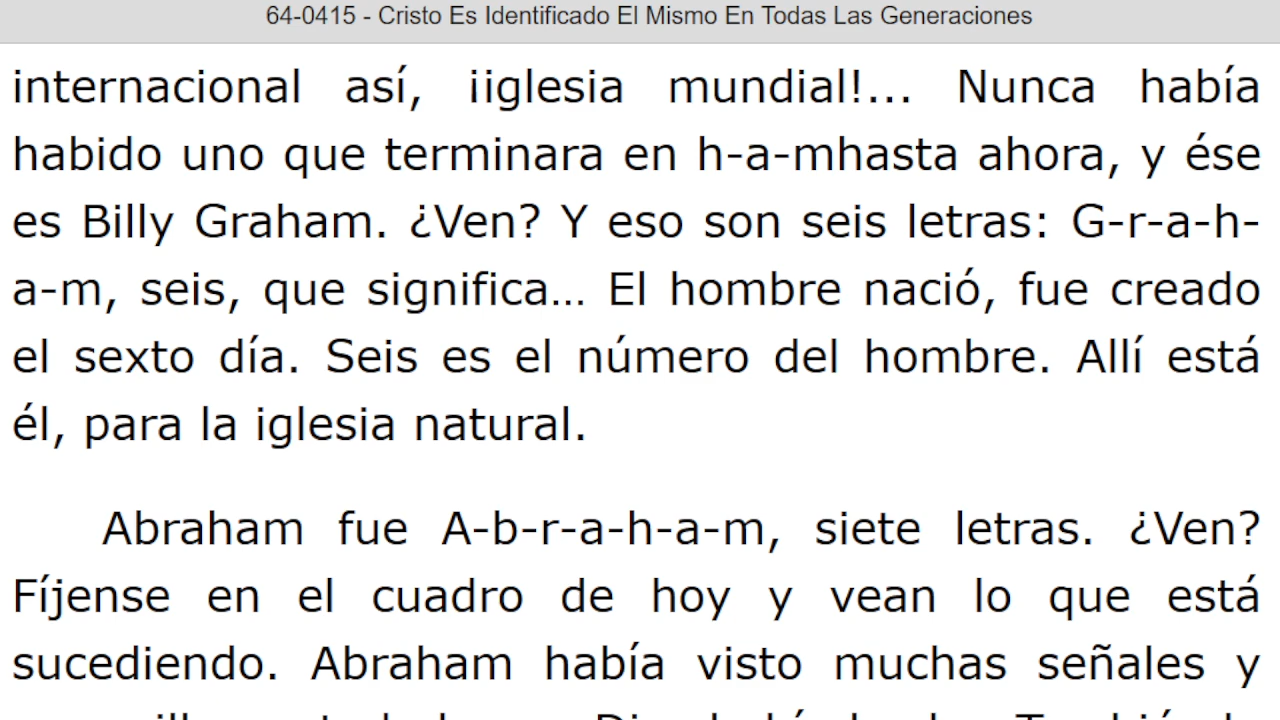 64-0415 - Cristo Es Identificado El Mismo En Todas Las Generaciones
internacional así, ¡iglesia mundial!... Nunca había
habido uno que terminara en h-a-mhasta ahora, y ése
es Billy Graham. ¿Ven? Y eso son seis letras: G-r-a-h-
a-m, seis, que significa... El hombre nació, fue creado
el sexto día. Seis es el número del hombre. Allí está
él, para la iglesia natural.
Abraham fue A-b-r-a-h-a-m, siete letras. ¿Ven?
Fíjense en el cuadro de hoy y vean lo que está
sucediendo. Abraham había visto muchas señales y